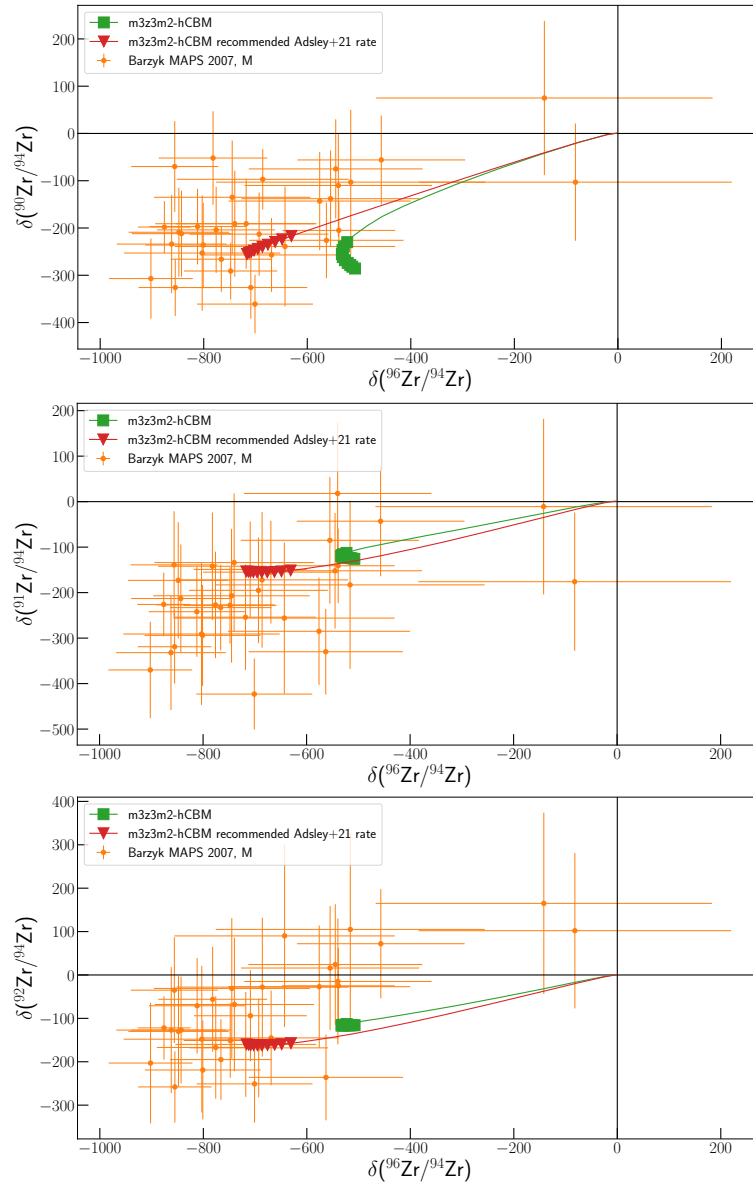 200
100
0
−100
−200
−300
−400
δ(⁹⁰Zr/⁹⁴Zr)
m3z3m2-hCBM
m3z3m2-hCBM recommended Adsley+21 rate
Barzyk MAPS 2007, M
−1000
−800
−600
−400
−200
0
200
δ(⁹⁶Zr/⁹⁴Zr)
200
100
0
−100
−200
−300
−400
−500
δ(⁹¹Zr/⁹⁴Zr)
m3z3m2-hCBM
m3z3m2-hCBM recommended Adsley+21 rate
Barzyk MAPS 2007, M
−1000
−800
−600
−400
−200
0
200
δ(⁹⁶Zr/⁹⁴Zr)
400
300
200
100
0
−100
−200
−300
δ(⁹²Zr/⁹⁴Zr)
m3z3m2-hCBM
m3z3m2-hCBM recommended Adsley+21 rate
Barzyk MAPS 2007, M
−1000
−800
−600
−400
−200
0
200
δ(⁹⁶Zr/⁹⁴Zr)